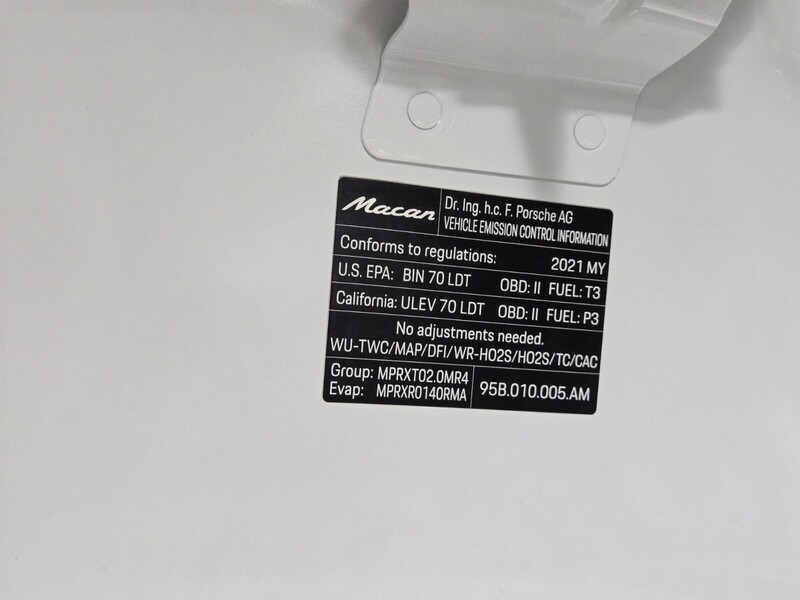 Macan
Dr. Ing. h.c. F. Porsche AG
VEHICLE EMISSION CONTROL INFORMATION
Conforms to regulations: 2021 MY
U.S. EPA: BIN 70 LDT OBD: II FUEL: T3
California: ULEV 70 LDT OBD: II FUEL: P3
No adjustments needed.
WU-TWC/MAP/DFI/WR-HO2S/HO2S/TC/CAC
Group: MPRXT02.0MR4
Evap: MPRXR0140RMA
95B.010.005.AM